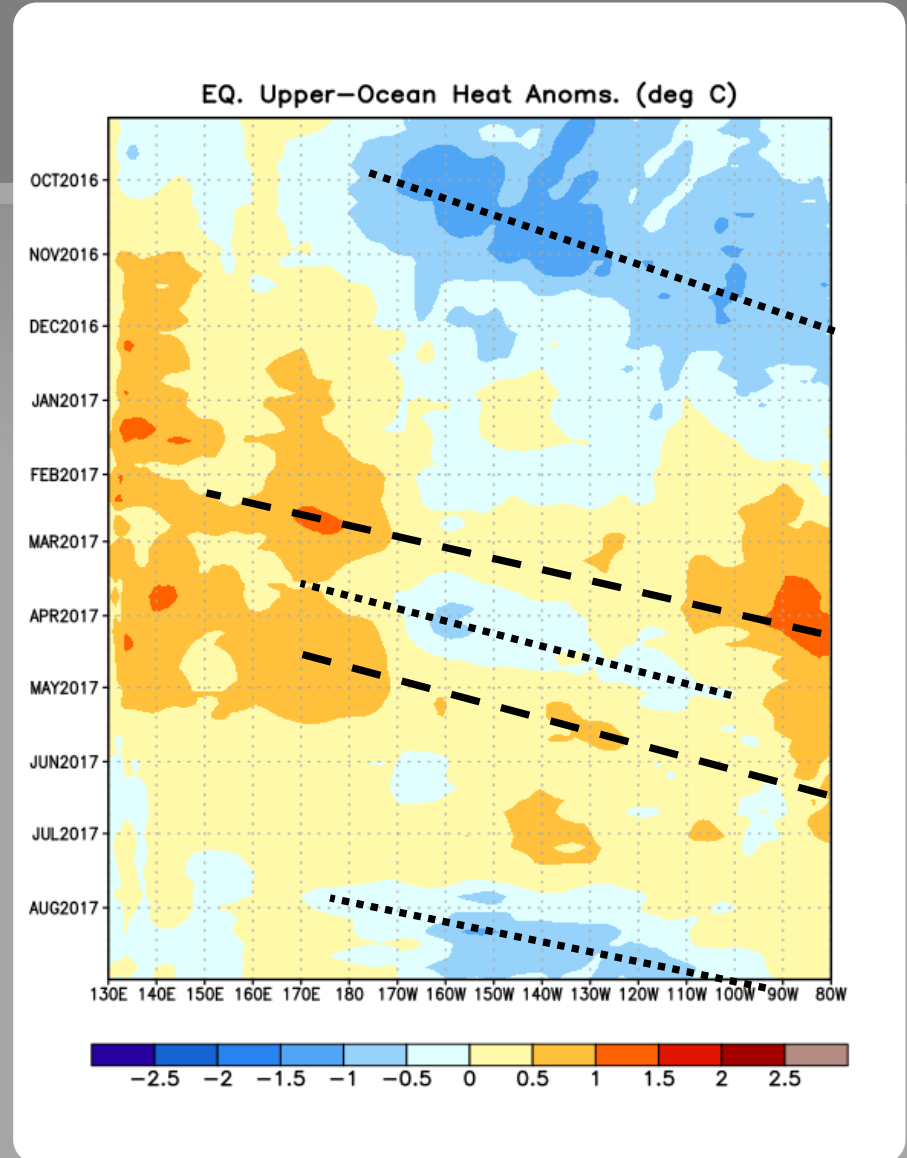 EQ. Upper-Ocean Heat Anoms. (deg C)
OCT2016
NOV2016
DEC2016
JAN2017
FEB2017
MAR2017
APR2017
MAY2017
JUN2017
JUL2017
AUG2017
130E 140E 150E 160E 170E 180 170W 160W 150W 140W 130W 120W 110W 100W 90W 80W
-2.5 -2 -1.5 -1 -0.5 0 0.5 1 1.5 2 2.5